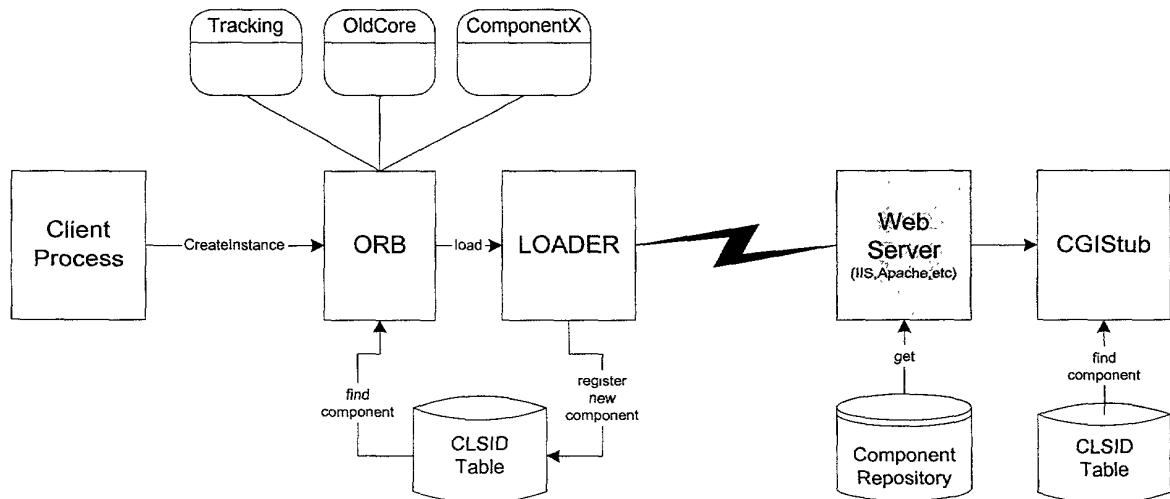 Tracking
OldCore
ComponentX
Client
Process
CreateInstance
ORB
load
LOADER
Web
Server
(IIS,Apache,etc)
CGIStub
find
component
register
new
component
CLSID
Table
get
Component
Repository
find
component
CLSID
Table